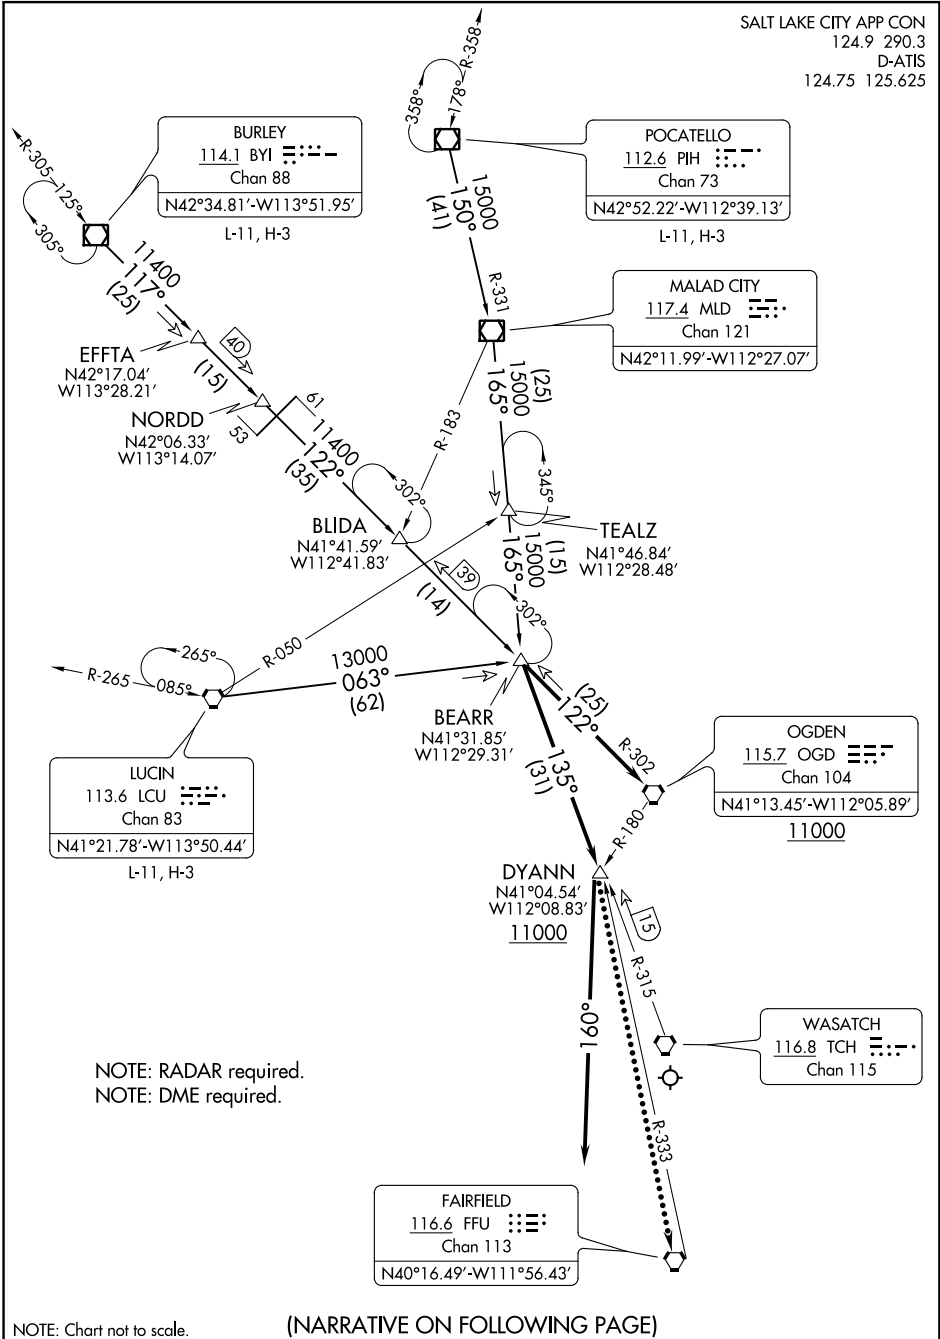 SALT LAKE CITY APP CON
124.9 290.3
D-ATIS
124.75 125.625
R-358
358°
178°
BURLEY
114.1 BYI
Chan 88
N42°34.81'-W113°51.95'
L-11, H-3
POCATELLO
112.6 PIH
Chan 73
N42°52.22'-W112°39.13'
L-11, H-3
R-305
125°
305°
15000
150°
(41)
R-331
11400
117°
(25)
MALAD CITY
117.4 MLD
Chan 121
N42°11.99'-W112°27.07'
EFFTA
N42°17.04'
W113°28.21'
40
(15)
NORDD
N42°06.33'
W113°14.07'
61
53
11400
122°
(35)
R-183
(25)
15000
165°
302°
345°
BLIDA
N41°41.59'
W112°41.83'
TEALZ
N41°46.84'
W112°28.48'
(15)
15000
165°
39
(14)
302°
R-050
265°
R-265
085°
13000
063°
(62)
BEARR
N41°31.85'
W112°29.31'
(25)
122°
R-302
135°
(31)
LUCIN
113.6 LCU
Chan 83
N41°21.78'-W113°50.44'
L-11, H-3
OGDEN
115.7 OGD
Chan 104
N41°13.45'-W112°05.89'
11000
R-180
DYANN
N41°04.54'
W112°08.83'
11000
15
R-315
160°
WASATCH
116.8 TCH
Chan 115
NOTE: RADAR required.
NOTE: DME required.
R-333
FAIRFIELD
116.6 FFU
Chan 113
N40°16.49'-W111°56.43'
NOTE: Chart not to scale.
(NARRATIVE ON FOLLOWING PAGE)